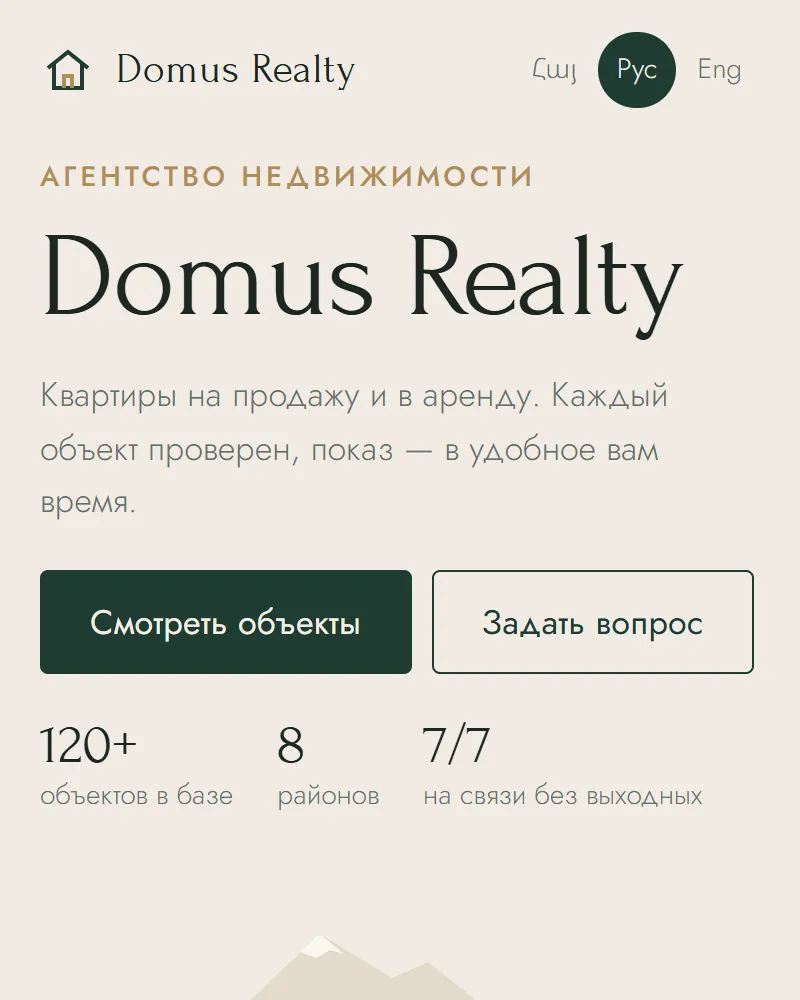 Domus Realty
Հայ Рус Eng
АГЕНТСТВО НЕДВИЖИМОСТИ
Domus Realty
Квартиры на продажу и в аренду. Каждый
объект проверен, показ — в удобное вам
время.
Смотреть объекты
Задать вопрос
120+ 8 7/7
объектов в базе районов на связи без выходных